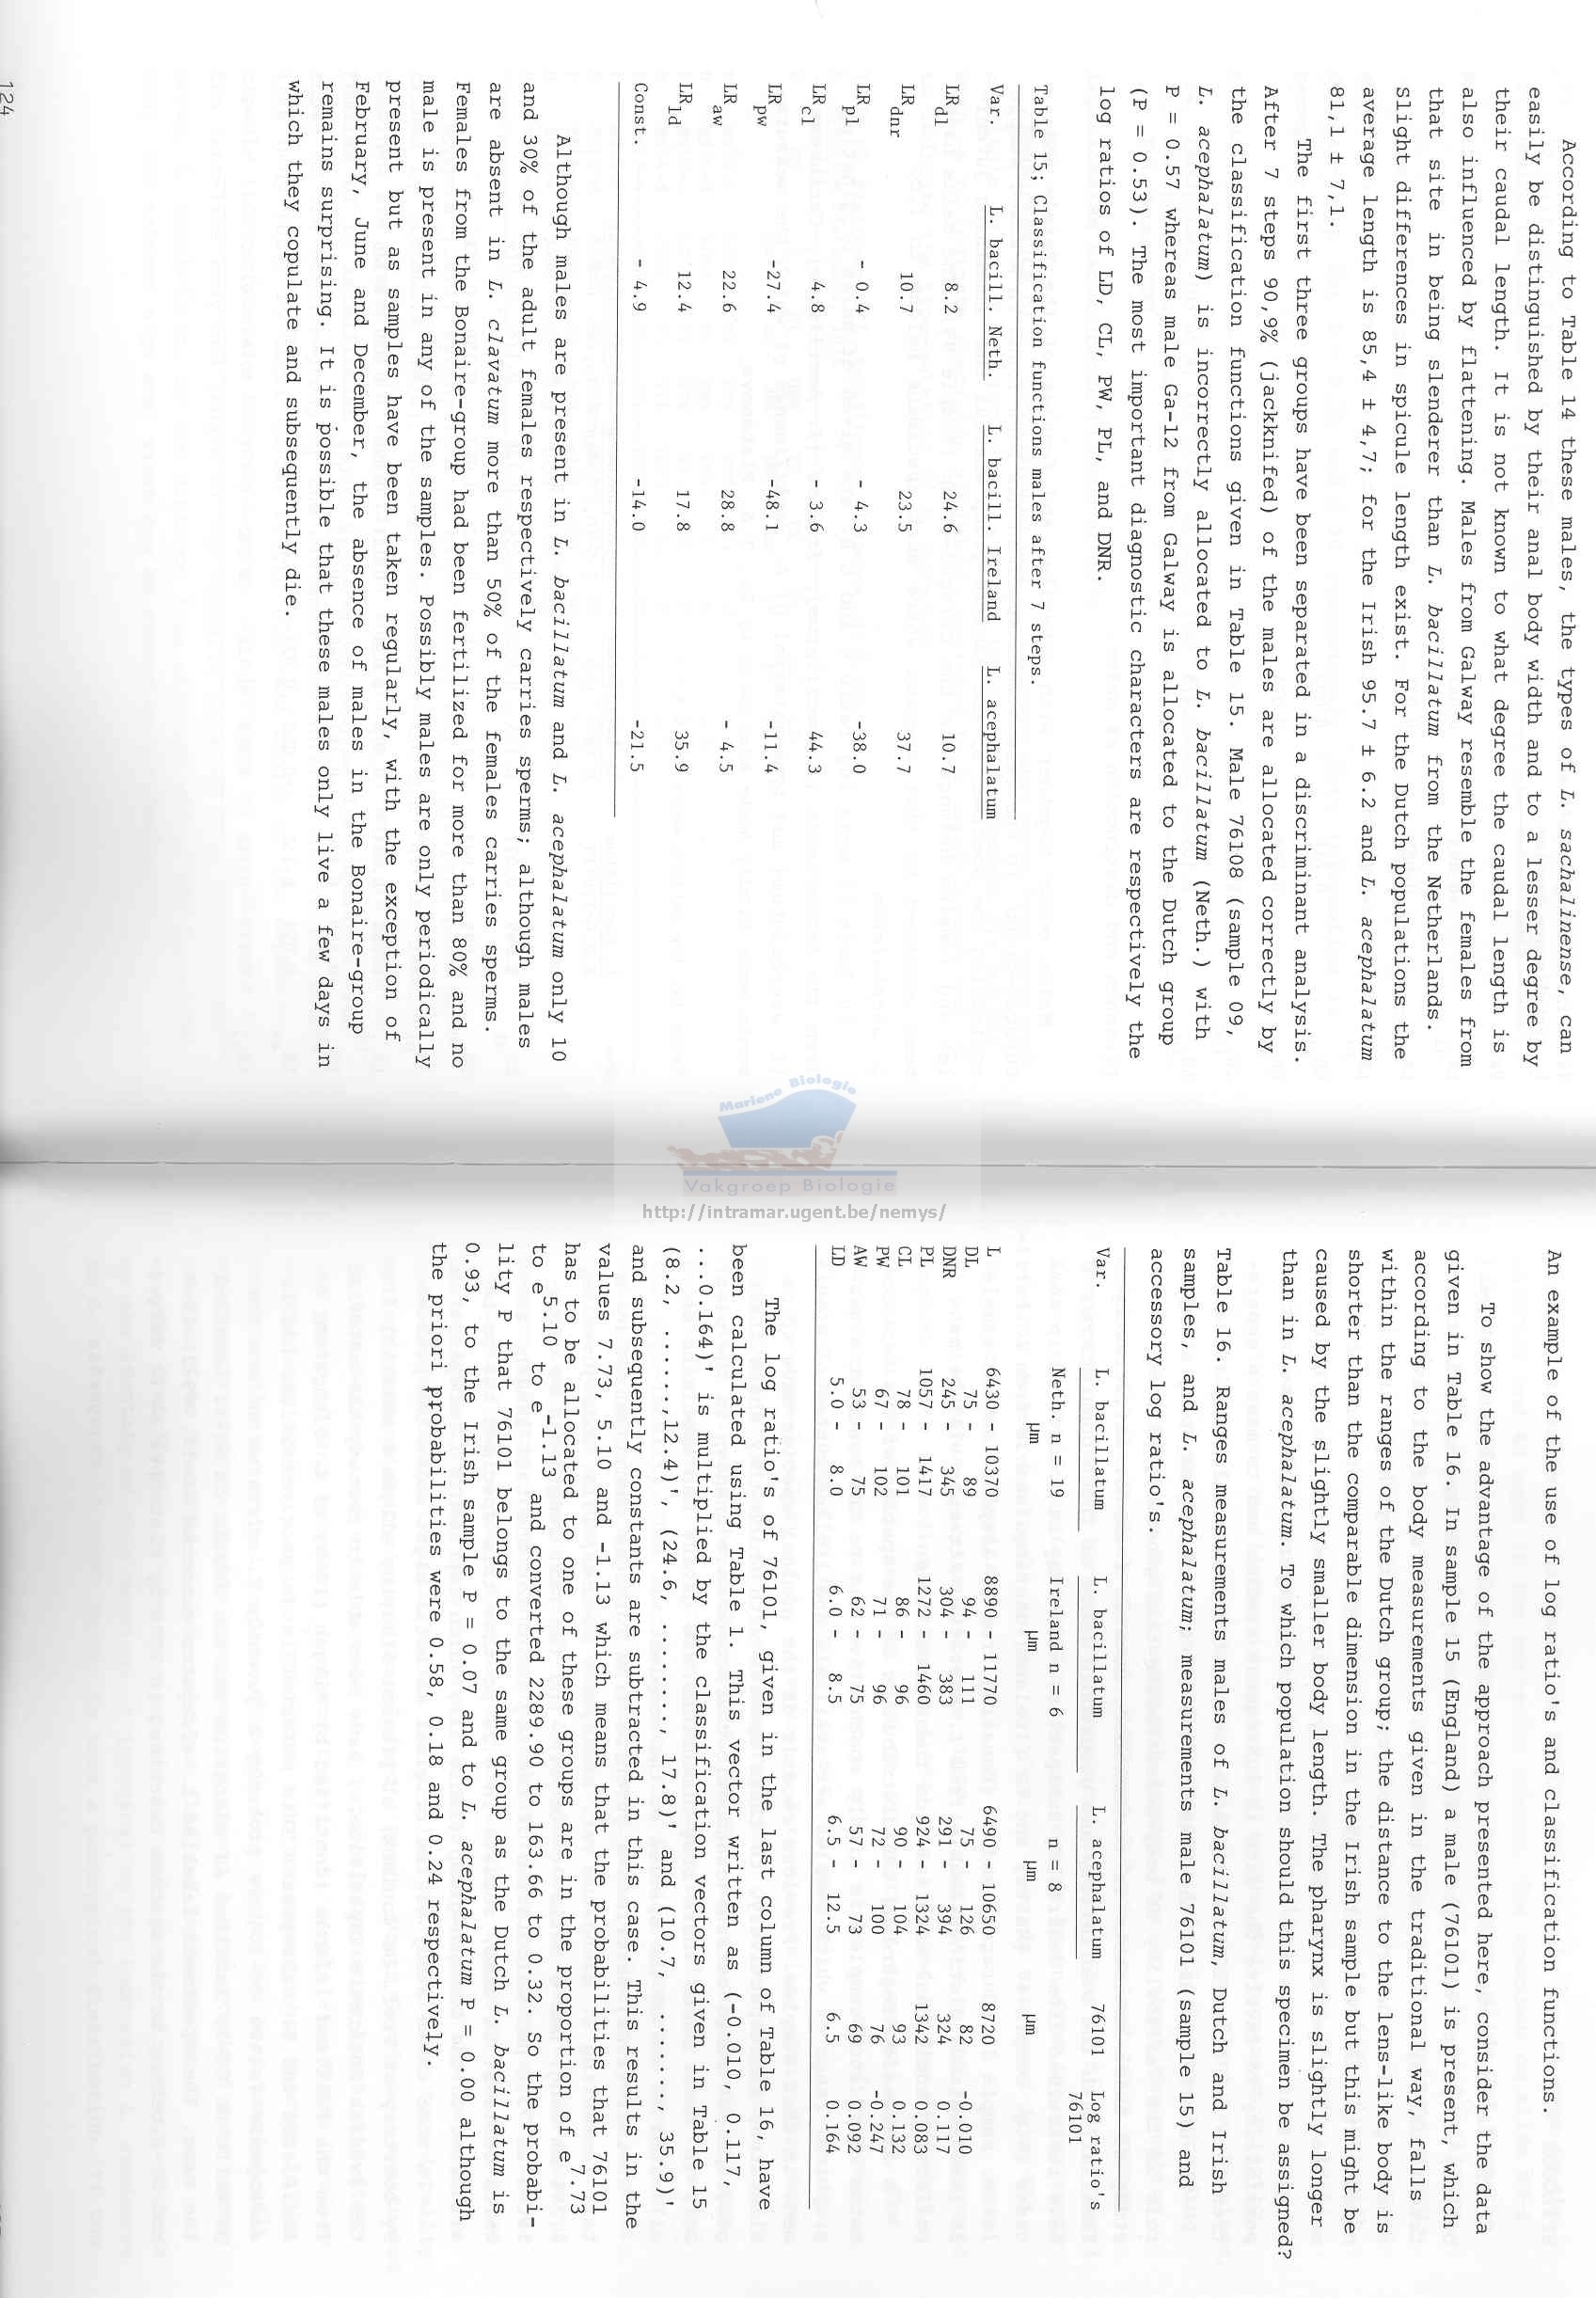 According to Table 14 these males, the types of L. sachalinense, can
easily be distinguished by their anal body width and to a lesser degree by
their caudal length. It is not known to what degree the caudal length is
also influenced by flattening. Males from Galway resemble the females from
that site in being slenderer than L. bacillatum from the Netherlands.
Slight differences in spicule length exist. For the Dutch populations the
average length is 85,4 ± 4,7; for the Irish 95.7 ± 6.2 and L. acephalatum
81,1 ± 7,1.
The first three groups have been separated in a discriminant analysis.
After 7 steps 90,9% (jackknifed) of the males are allocated correctly by
the classification functions given in Table 15. Male 76108 (sample 09,
L. acephalatum) is incorrectly allocated to L. bacillatum (Neth.) with
P = 0.57 whereas male Ga-12 from Galway is allocated to the Dutch group
(P = 0.53). The most important diagnostic characters are respectively the
log ratios of LD, CL, PW, PL, and DNR.
Table 15; Classification functions males after 7 steps.
Var. L. bacill. Neth. L. bacill. Ireland L. acephalatum
LR dl 8.2 24.6 10.7
LR dnr 10.7 23.5 37.7
LR pl - 0.4 - 4.3 -38.0
LR cl 4.8 - 3.6 44.3
LR pw -27.4 -48.1 -11.4
LR aw 22.6 28.8 - 4.5
LR ld 12.4 17.8 35.9
Const. - 4.9 -14.0 -21.5
Although males are present in L. bacillatum and L. acephalatum only 10
and 30% of the adult females respectively carries sperms; although males
are absent in L. clavatum more than 50% of the females carries sperms.
Females from the Bonaire-group had been fertilized for more than 80% and no
male is present in any of the samples. Possibly males are only periodically
present but as samples have been taken regularly, with the exception of
February, June and December, the absence of males in the Bonaire-group
remains surprising. It is possible that these males only live a few days in
which they copulate and subsequently die.
124
Mariene Biologie
Vakgroep Biologie
http://intramar.ugent.be/nemys/
An example of the use of log ratio's and classification functions.
To show the advantage of the approach presented here, consider the data
given in Table 16. In sample 15 (England) a male (76101) is present, which
according to the body measurements given in the traditional way, falls
within the ranges of the Dutch group; the distance to the lens-like body is
shorter than the comparable dimension in the Irish sample but this might be
caused by the slightly smaller body length. The pharynx is slightly longer
than in L. acephalatum. To which population should this specimen be assigned?
Table 16. Ranges measurements males of L. bacillatum, Dutch and Irish
samples, and L. acephalatum; measurements male 76101 (sample 15) and
accessory log ratio's.
Var. L. bacillatum L. bacillatum L. acephalatum 76101 Log ratio's
Neth. n = 19 Ireland n = 6 n = 8 76101
µm µm µm µm
L 6430 - 10370 8890 - 11770 6490 - 10650 8720
DL 75 - 89 94 - 111 75 - 126 82 -0.010
DNR 245 - 345 304 - 383 291 - 394 324 0.117
PL 1057 - 1417 1272 - 1460 924 - 1324 1342 0.083
CL 78 - 101 86 - 96 90 - 104 93 0.132
PW 67 - 102 71 - 96 72 - 100 76 -0.247
AW 53 - 75 62 - 75 57 - 73 69 0.092
LD 5.0 - 8.0 6.0 - 8.5 6.5 - 12.5 6.5 0.164
The log ratio's of 76101, given in the last column of Table 16, have
been calculated using Table 1. This vector written as (-0.010, 0.117,
...0.164)' is multiplied by the classification vectors given in Table 15
(8.2, ......,12.4)', (24.6, ........, 17.8)' and (10.7, ........, 35.9)'
and subsequently constants are subtracted in this case. This results in the
values 7.73, 5.10 and -1.13 which means that the probabilities that 76101
has to be allocated to one of these groups are in the proportion of e 7.73
to e 5.10 to e -1.13 and converted 2289.90 to 163.66 to 0.32. So the probabi-
lity P that 76101 belongs to the same group as the Dutch L. bacillatum is
0.93, to the Irish sample P = 0.07 and to L. acephalatum P = 0.00 although
the priori probabilities were 0.58, 0.18 and 0.24 respectively.